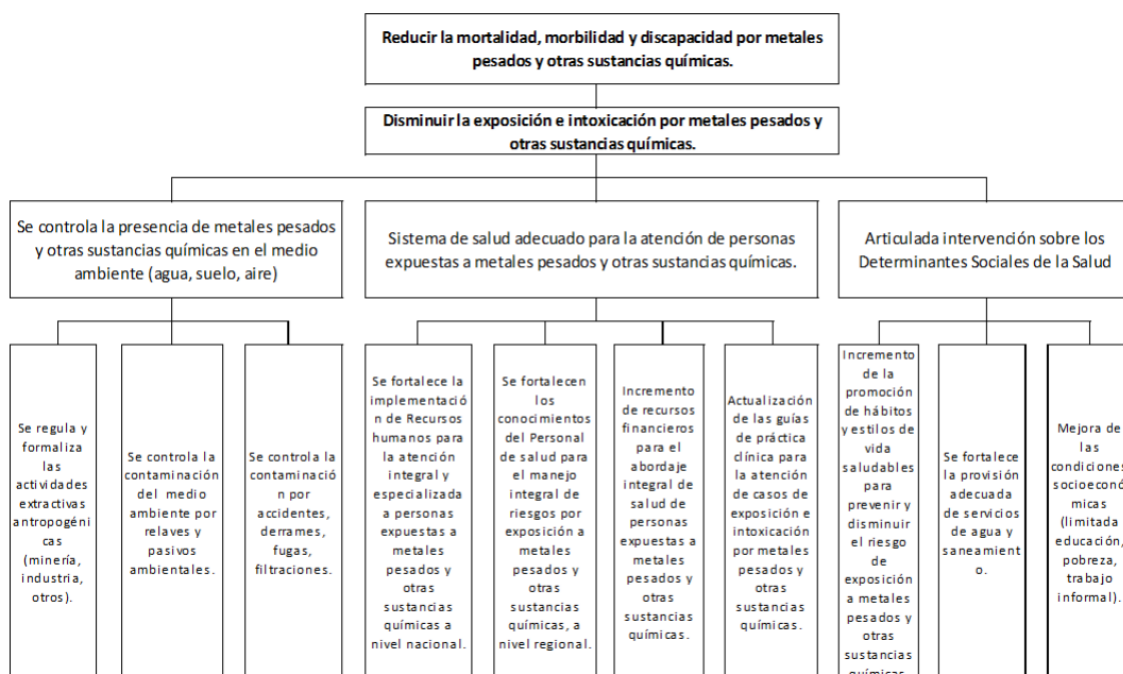 Reducir la mortalidad, morbilidad y discapacidad por metales
pesados y otras sustancias químicas.
Disminuir la exposición e intoxicación por metales pesados y
otras sustancias químicas.
Se controla la presencia de metales pesados
y otras sustancias químicas en el medio
ambiente (agua, suelo, aire)
Sistema de salud adecuado para la atención de personas
expuestas a metales pesados y otras sustancias químicas.
Articulada intervención sobre los
Determinantes Sociales de la Salud
Se regula y
formaliza
las
actividades
extractivas
antropogéni
cas
(minería,
industria,
otros).
Se controla la
contaminación
del medio
ambiente por
relaves y
pasivos
ambientales.
Se controla la
contaminació
n por
accidentes,
derrames,
fugas,
filtraciones.
Se fortalece la
implementació
n de Recursos
humanos para
la atención
integral y
especializada
a personas
expuestas a
metales
pesados y
otras
sustancias
químicas a
nivel nacional.
Se fortalecen
los
conocimientos
del Personal
de salud para
el manejo
integral de
riesgos por
exposición a
metales
pesados y
otras
sustancias
químicas, a
nivel regional.
Incremento
de recursos
financieros
para el
abordaje
integral de
salud de
personas
expuestas a
metales
pesados y
otras
sustancias
químicas.
Actualización
de las guías
de práctica
clínica para
la atención
de casos de
exposición e
intoxicación
por metales
pesados y
otras
sustancias
químicas.
Incremento
de la
promoción
de hábitos
y estilos de
vida
saludables
para
prevenir y
disminuir
el riesgo de
exposición
a metales
pesados y
otras
sustancias
químicas
Se fortalece
la provisión
adecuada
de servicios
de agua y
saneamient
o.
Mejora de
las
condiciones
socioeconó
micas
(limitada
educación,
pobreza,
trabajo
informal).